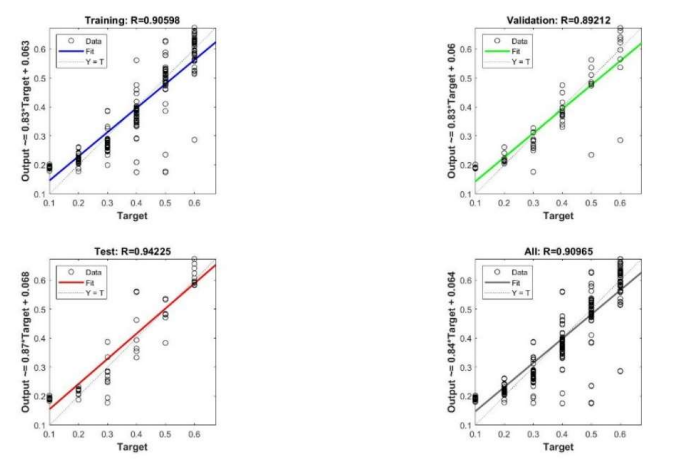 Training: R=0.90598
Output ~= 0.83*Target + 0.063
Data
Fit
Y = T
0.6
0.5
0.4
0.3
0.2
0.1
0.1 0.2 0.3 0.4 0.5 0.6
Target
Validation: R=0.89212
Output ~= 0.83*Target + 0.06
Data
Fit
Y = T
0.6
0.5
0.4
0.3
0.2
0.1
0.1 0.2 0.3 0.4 0.5 0.6
Target
Test: R=0.94225
Output ~= 0.87*Target + 0.068
Data
Fit
Y = T
0.6
0.5
0.4
0.3
0.2
0.1
0.1 0.2 0.3 0.4 0.5 0.6
Target
All: R=0.90965
Output ~= 0.84*Target + 0.064
Data
Fit
Y = T
0.6
0.5
0.4
0.3
0.2
0.1
0.1 0.2 0.3 0.4 0.5 0.6
Target